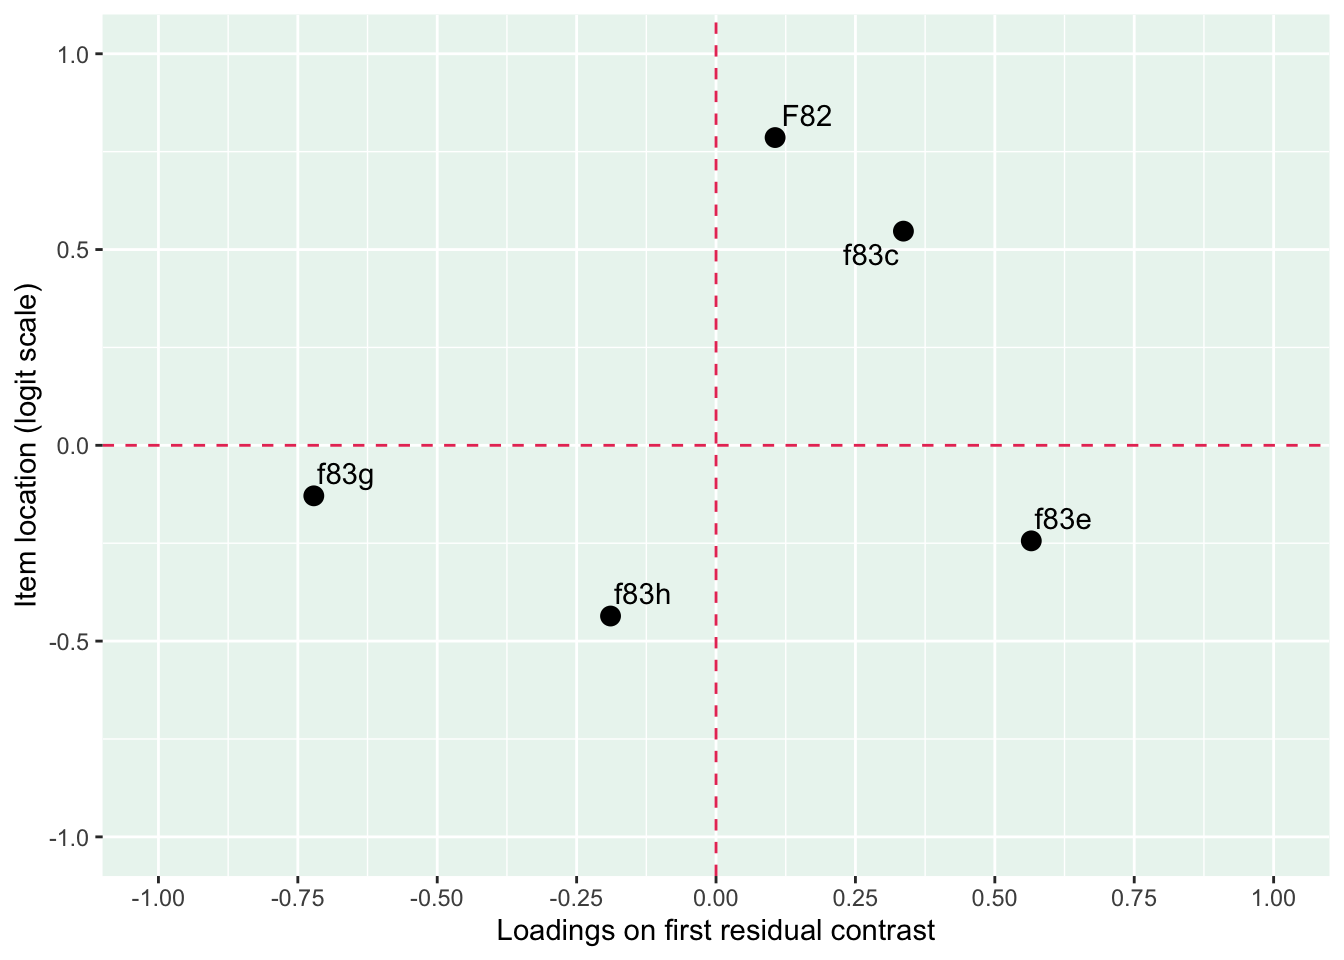 1.0
F82
0.5
f83c
Item location (logit scale)
0.0
f83g
f83e
f83h
-0.5
-1.0
-1.00 -0.75 -0.50 -0.25 0.00 0.25 0.50 0.75 1.00
Loadings on first residual contrast